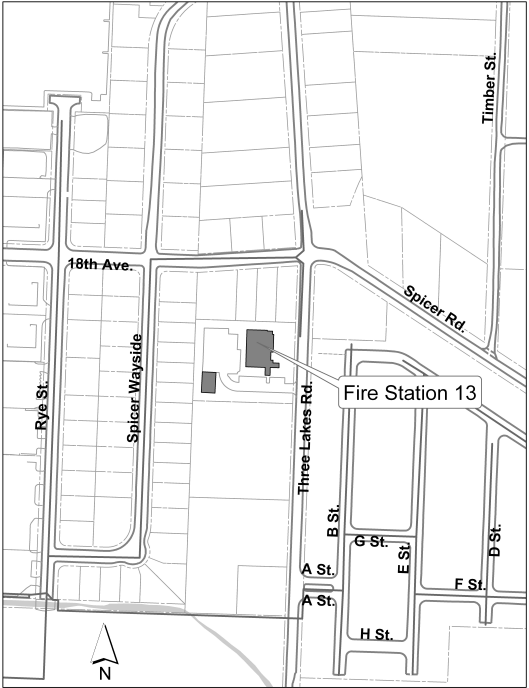 Timber St.
18th Ave.
Spicer Rd.
Rye St.
Spicer Wayside
Fire Station 13
Three Lakes Rd.
B St.
G St.
E St.
D St.
A St.
F St.
A St.
H St.
N